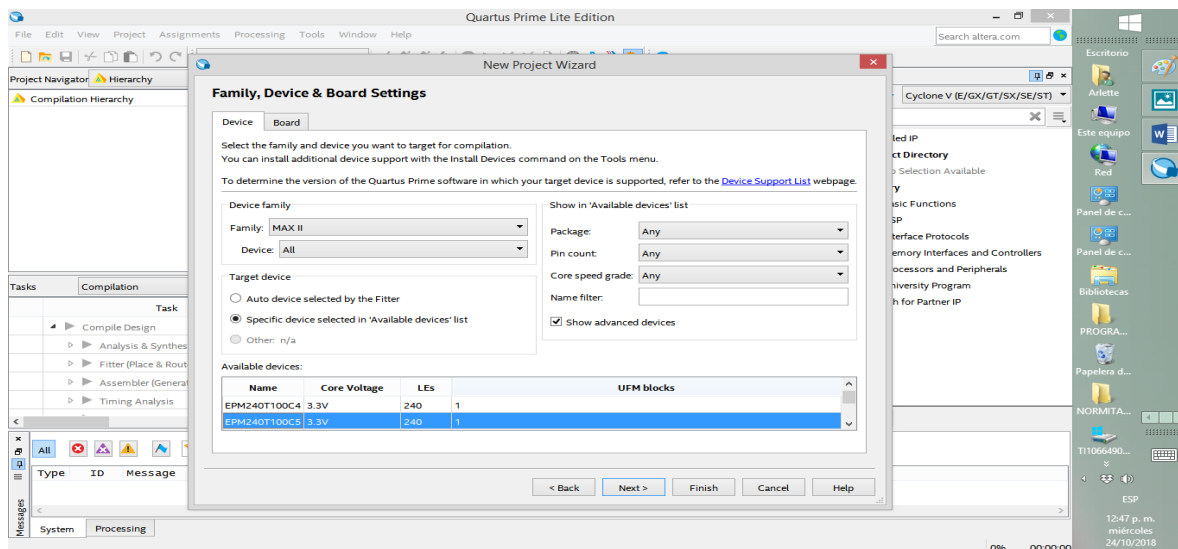 Quartus Prime Lite Edition
File Edit View Project Assignments Processing Tools Window Help
Search altera.com
Project Navigator Hierarchy
Compilation Hierarchy
Tasks Compilation
Task
Compile Design
Analysis & Synthes
Fitter (Place & Rout
Assembler (Genera
Timing Analysis
New Project Wizard
Family, Device & Board Settings
Device Board
Select the family and device you want to target for compilation.
You can install additional device support with the Install Devices command on the Tools menu.
To determine the version of the Quartus Prime software in which your target device is supported, refer to the Device Support List webpage.
Device family
Family: MAX II
Device: All
Target device
Auto device selected by the Fitter
Specific device selected in 'Available devices' list
Other: n/a
Show in 'Available devices' list
Package: Any
Pin count: Any
Core speed grade: Any
Name filter:
Show advanced devices
Available devices:
Name Core Voltage LEs UFM blocks
EPM240T100C4 3.3V 240 1
EPM240T100C5 3.3V 240 1
< Back Next > Finish Cancel Help
Cyclone V (E/GX/GT/SX/SE/ST)
led IP
ct Directory
Selection Available
y
sic Functions
SP
terface Protocols
emory Interfaces and Controllers
ocessors and Peripherals
niversity Program
h for Partner IP
All
Type ID Message
Messages
System Processing
0% 00:00:00
Escritorio
Arlette
Este equipo
Red
Panel de c...
Panel de c...
Bibliotecas
PROGRA...
Papelera d...
NORMITA...
TI1066490...
ESP
12:47 p. m.
miércoles
24/10/2018